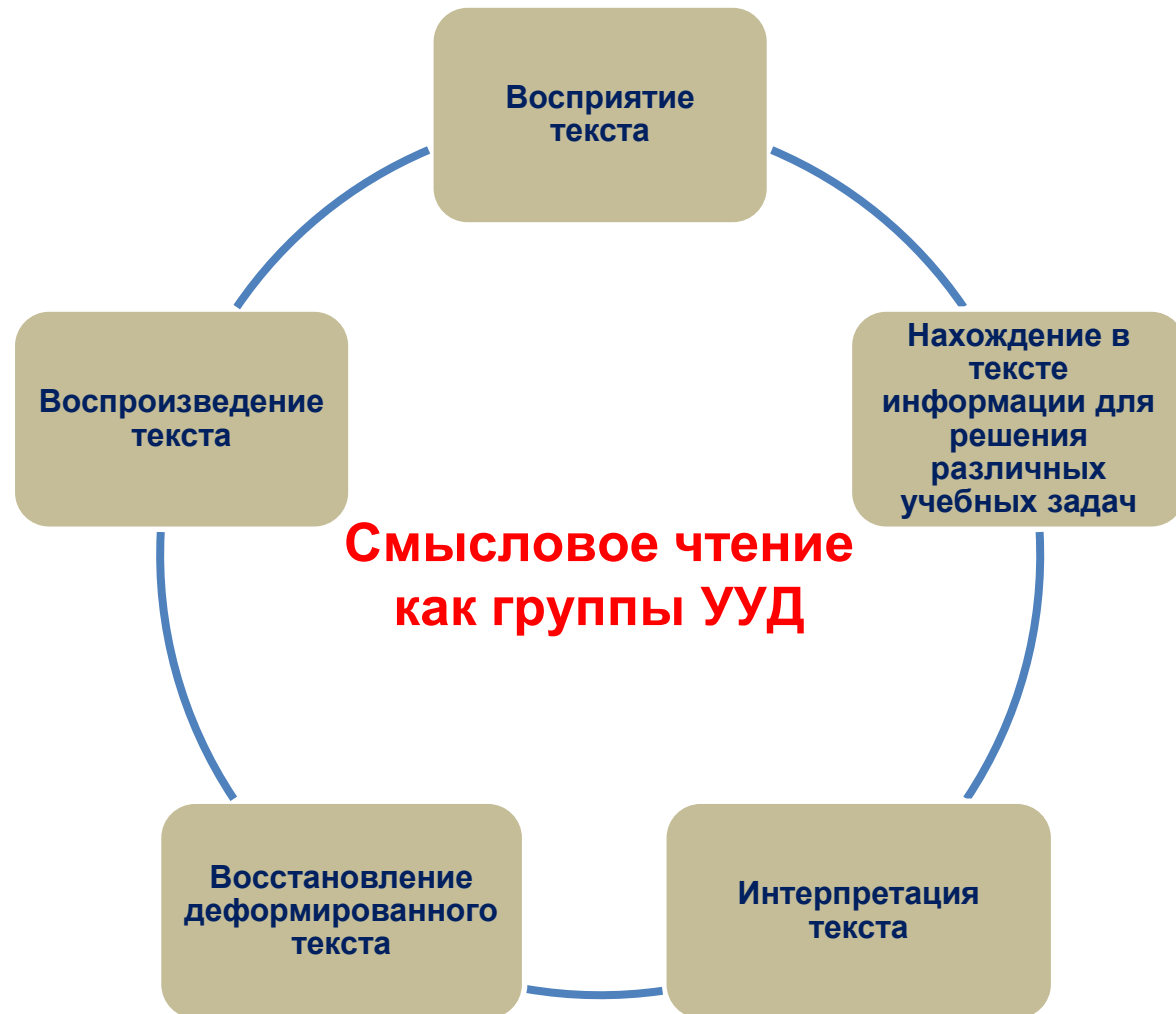 Восприятие
текста
Нахождение в
тексте
информации для
решения
различных
учебных задач
Воспроизведение
текста
Смысловое чтение
как группы УУД
Восстановление
деформированного
текста
Интерпретация
текста